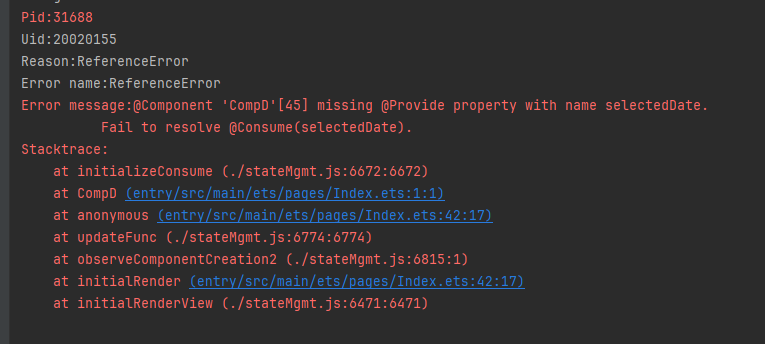 Pid:31688
Uid:20020155
Reason:ReferenceError
Error name:ReferenceError
Error message:@Component 'CompD'[45] missing @Provide property with name selectedDate.
Fail to resolve @Consume(selectedDate).
Stacktrace:
at initializeConsume (./stateMgmt.js:6672:6672)
at CompD (entry/src/main/ets/pages/Index.ets:1:1)
at anonymous (entry/src/main/ets/pages/Index.ets:42:17)
at updateFunc (./stateMgmt.js:6774:6774)
at observeComponentCreation2 (./stateMgmt.js:6815:1)
at initialRender (entry/src/main/ets/pages/Index.ets:42:17)
at initialRenderView (./stateMgmt.js:6471:6471)